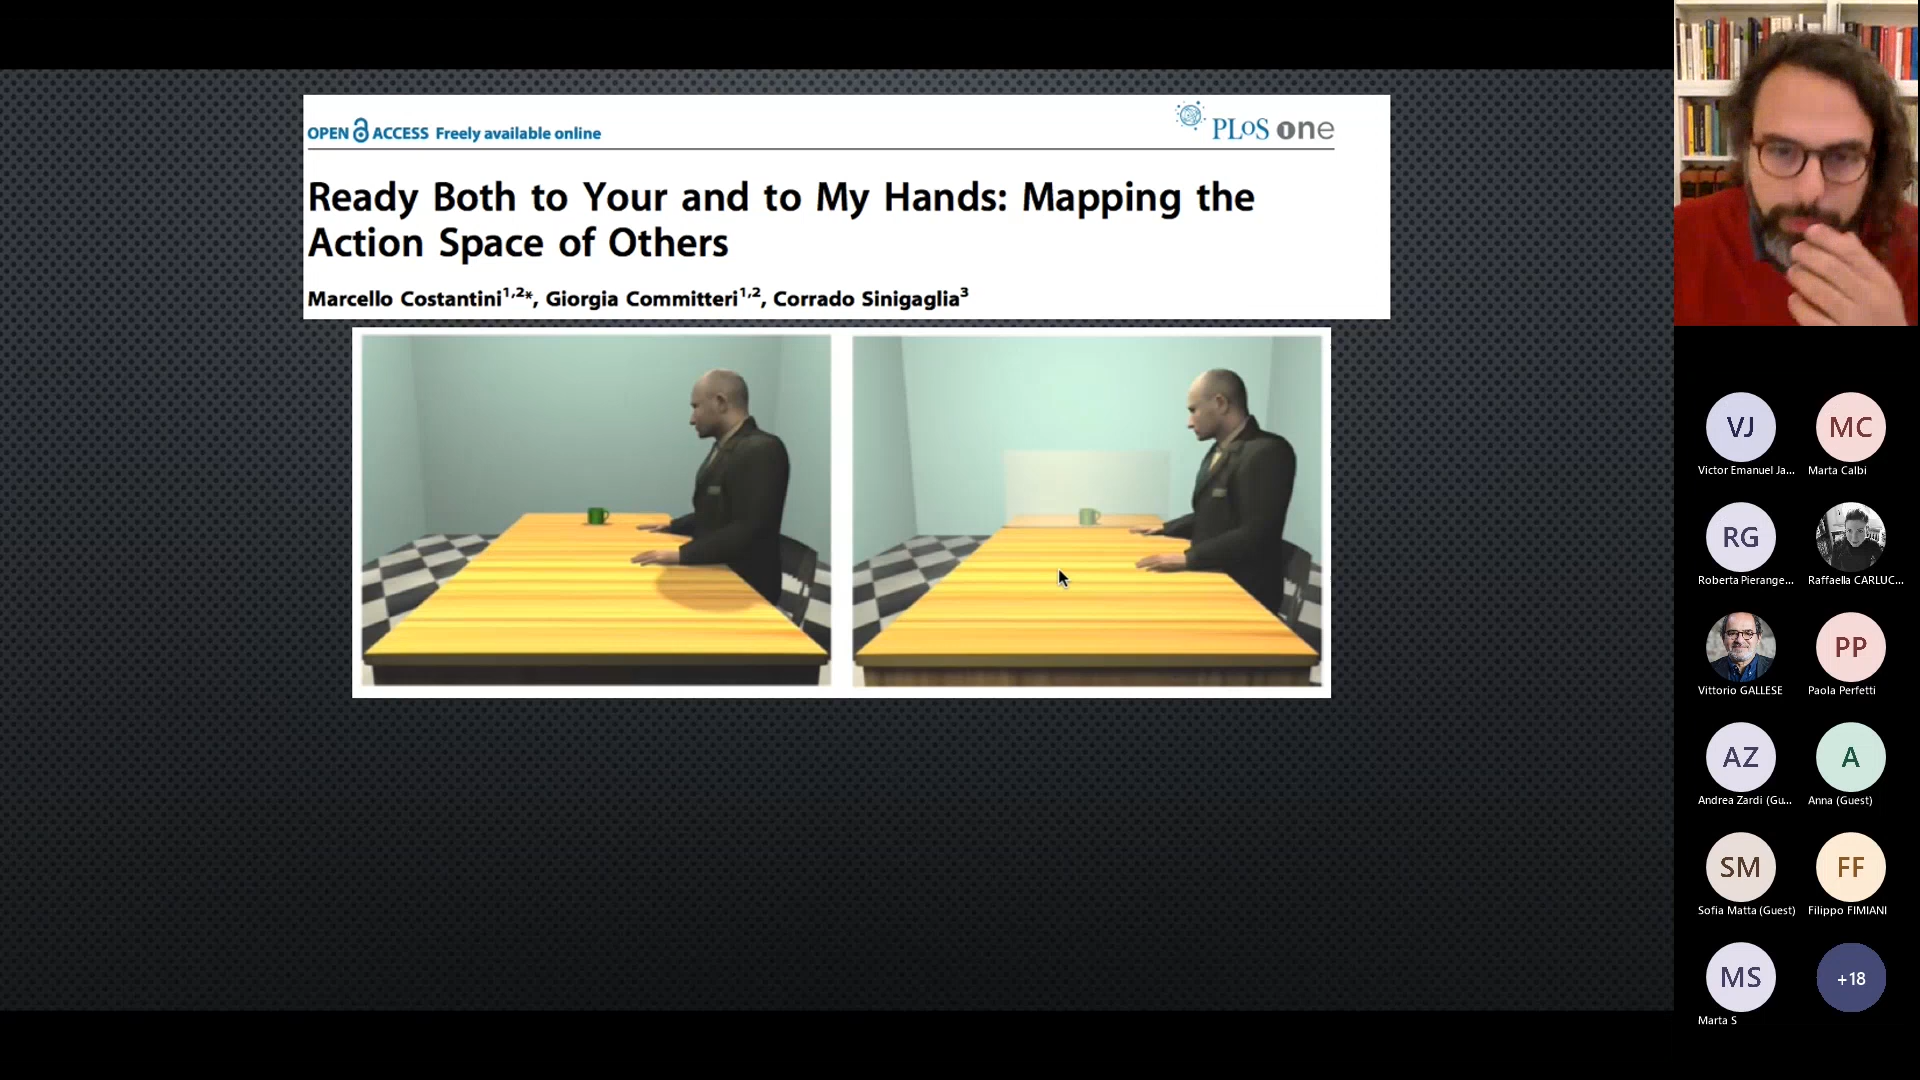 OPEN ACCESS Freely available online
PLoS one
Ready Both to Your and to My Hands: Mapping the
Action Space of Others
Marcello Costantini1,2*, Giorgia Committeri1,2, Corrado Sinigaglia3
VJ
MC
Victor Emanuel Ja...
Marta Calbi
RG
Roberta Pierange...
Raffaella CARLUC...
PP
Vittorio GALLESE
Paola Perfetti
AZ
A
Andrea Zardi (Gu...
Anna (Guest)
SM
FF
Sofia Matta (Guest)
Filippo FIMIANI
MS
+18
Marta S